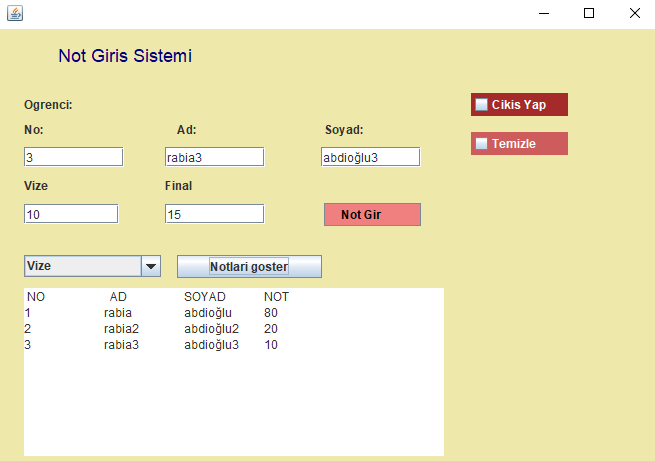 Not Giris Sistemi
Ogrenci:
Cikis Yap
No: Ad: Soyad:
Temizle
3 rabia3 abdioğlu3
Vize Final
10 15 Not Gir
Vize Notlari goster
NO AD SOYAD NOT
1 rabia abdioğlu 80
2 rabia2 abdioğlu2 20
3 rabia3 abdioğlu3 10